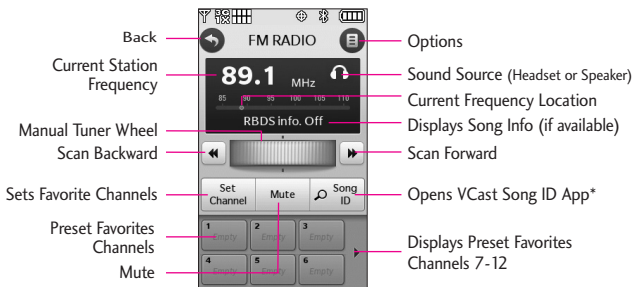 3G
1X
Back
FM RADIO
Options
Current Station
Frequency
89.1 MHz
Sound Source (Headset or Speaker)
85 90 95 100 105 110
Current Frequency Location
RBDS info. Off
Displays Song Info (if available)
Manual Tuner Wheel
Scan Backward
Scan Forward
Sets Favorite Channels
Set
Channel
Mute
Song
ID
Opens VCast Song ID App*
Preset Favorites
Channels
1 Empty
2 Empty
3 Empty
Displays Preset Favorites
Channels 7-12
Mute
4 Empty
5 Empty
6 Empty